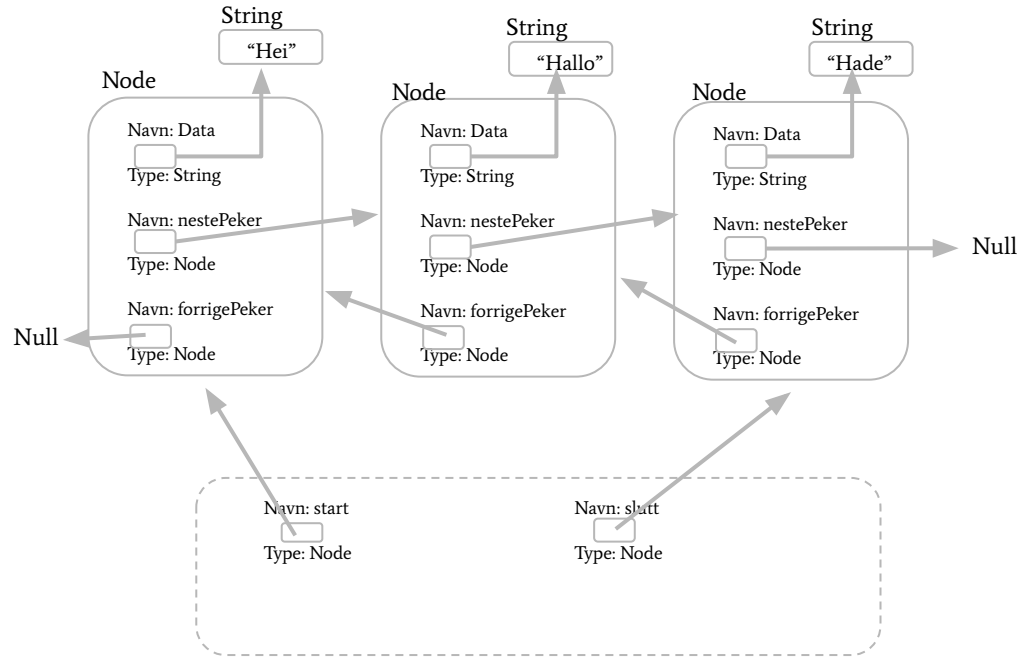 String
"Hei"
Node
Navn: Data
Type: String
Navn: nestePeker
Type: Node
Navn: forrigePeker
Type: Node
Null
String
"Hallo"
Node
Navn: Data
Type: String
Navn: nestePeker
Type: Node
Navn: forrigePeker
Type: Node
String
"Hade"
Node
Navn: Data
Type: String
Navn: nestePeker
Type: Node
Navn: forrigePeker
Type: Node
Null
Navn: start
Type: Node
Navn: slutt
Type: Node